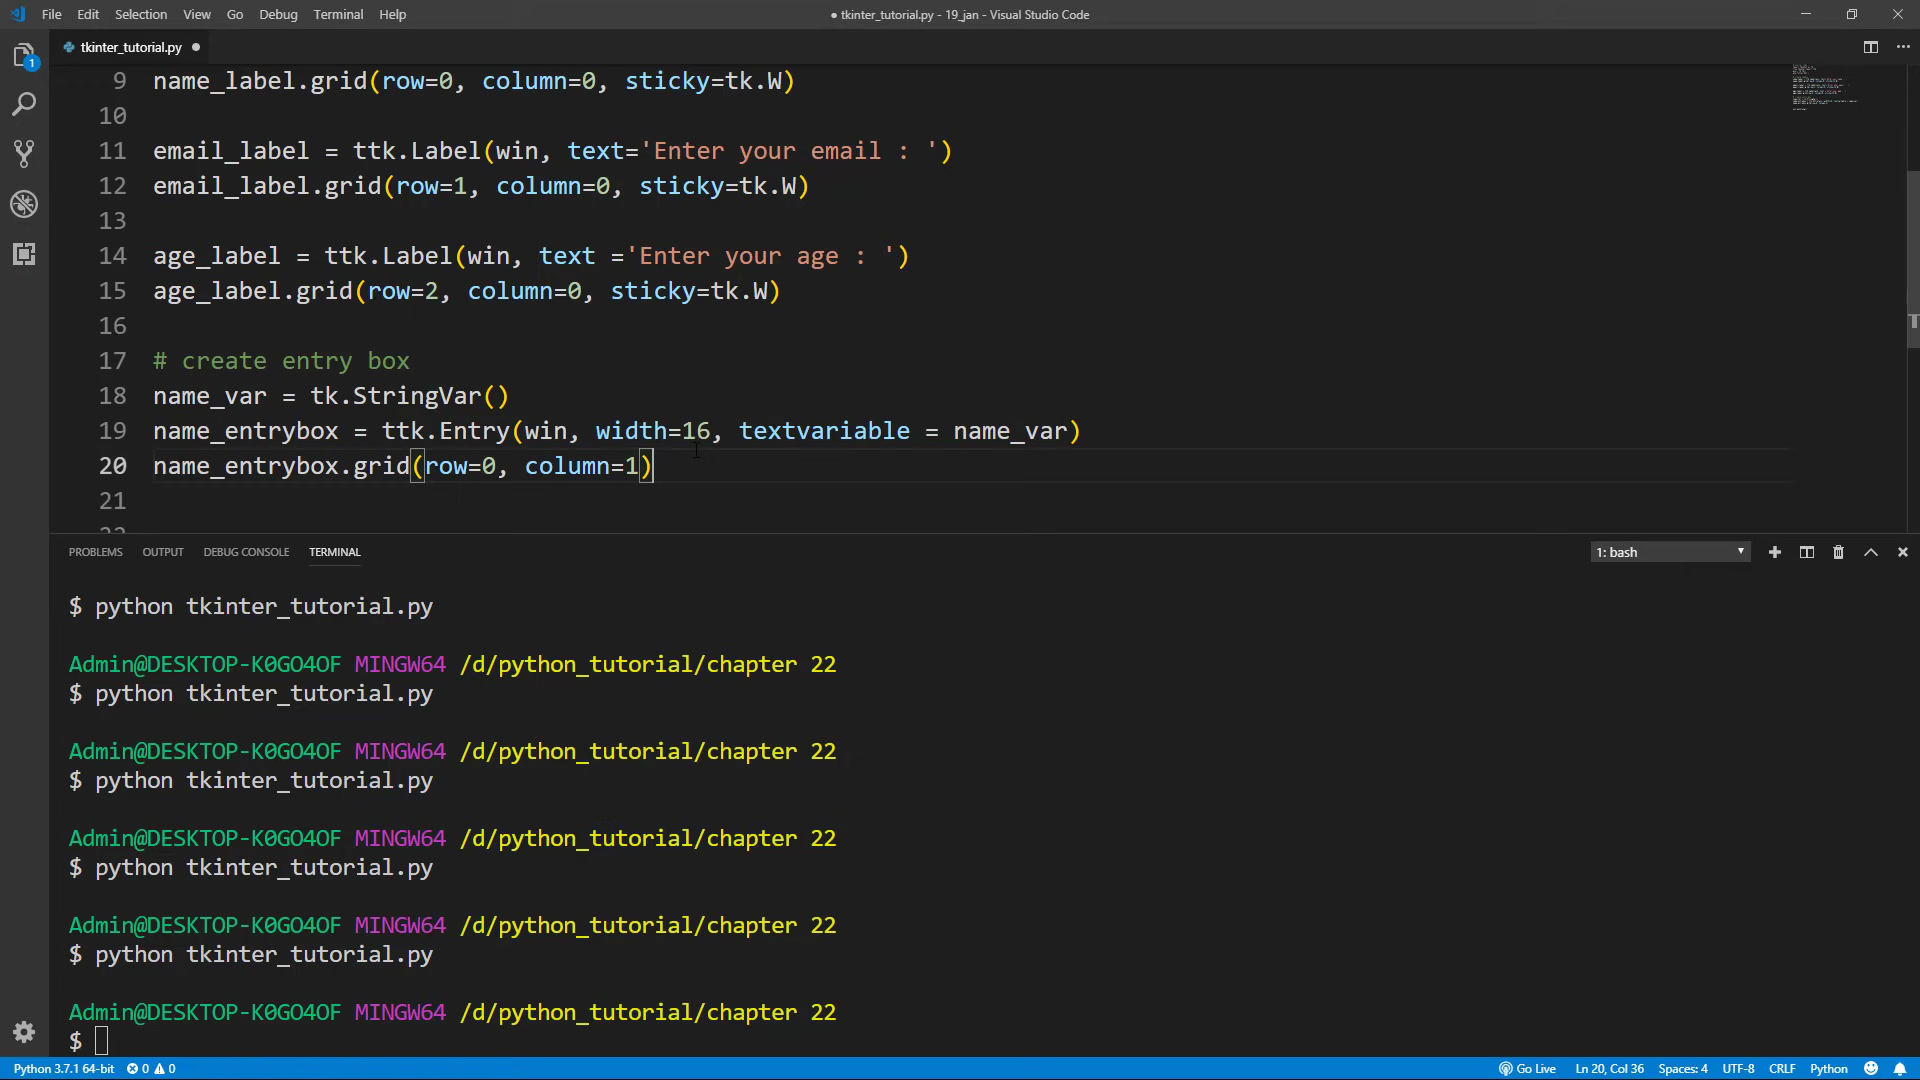 File Edit Selection View Go Debug Terminal Help
● tkinter_tutorial.py - 19_jan - Visual Studio Code
tkinter_tutorial.py ●
1
9 name_label.grid(row=0, column=0, sticky=tk.W)
10
11 email_label = ttk.Label(win, text='Enter your email : ')
12 email_label.grid(row=1, column=0, sticky=tk.W)
13
14 age_label = ttk.Label(win, text ='Enter your age : ')
15 age_label.grid(row=2, column=0, sticky=tk.W)
16
17 # create entry box
18 name_var = tk.StringVar()
19 name_entrybox = ttk.Entry(win, width=16, textvariable = name_var)
20 name_entrybox.grid(row=0, column=1)
21
PROBLEMS OUTPUT DEBUG CONSOLE TERMINAL
1: bash
$ python tkinter_tutorial.py
Admin@DESKTOP-K0GO4OF MINGW64 /d/python_tutorial/chapter 22
$ python tkinter_tutorial.py
Admin@DESKTOP-K0GO4OF MINGW64 /d/python_tutorial/chapter 22
$ python tkinter_tutorial.py
Admin@DESKTOP-K0GO4OF MINGW64 /d/python_tutorial/chapter 22
$ python tkinter_tutorial.py
Admin@DESKTOP-K0GO4OF MINGW64 /d/python_tutorial/chapter 22
$ python tkinter_tutorial.py
Admin@DESKTOP-K0GO4OF MINGW64 /d/python_tutorial/chapter 22
$
Python 3.7.1 64-bit 0 0
Go Live Ln 20, Col 36 Spaces: 4 UTF-8 CRLF Python